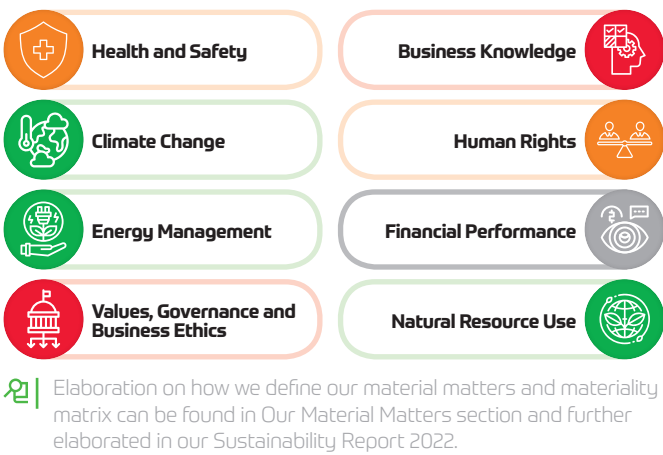 Health and Safety
Business Knowledge
Climate Change
Human Rights
Energy Management
Financial Performance
Values, Governance and
Business Ethics
Natural Resource Use
Elaboration on how we define our material matters and materiality
matrix can be found in Our Material Matters section and further
elaborated in our Sustainability Report 2022.